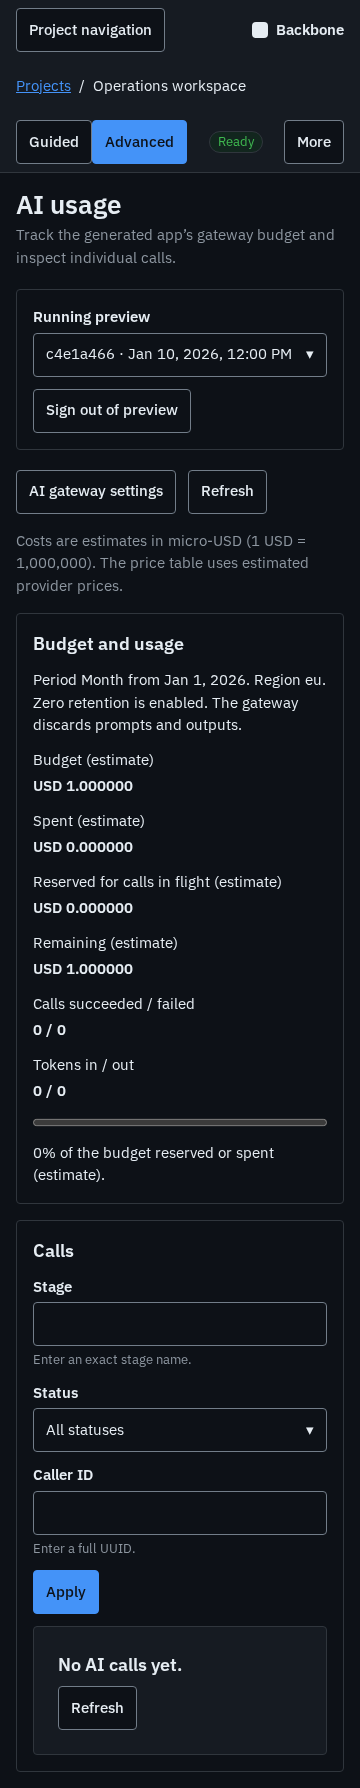 Project navigation
Backbone
Projects / Operations workspace
Guided
Advanced
Ready
More
AI usage
Track the generated app’s gateway budget and
inspect individual calls.
Running preview
c4e1a466 · Jan 10, 2026, 12:00 PM ▾
Sign out of preview
AI gateway settings
Refresh
Costs are estimates in micro-USD (1 USD =
1,000,000). The price table uses estimated
provider prices.
Budget and usage
Period Month from Jan 1, 2026. Region eu.
Zero retention is enabled. The gateway
discards prompts and outputs.
Budget (estimate)
USD 1.000000
Spent (estimate)
USD 0.000000
Reserved for calls in flight (estimate)
USD 0.000000
Remaining (estimate)
USD 1.000000
Calls succeeded / failed
0 / 0
Tokens in / out
0 / 0
0% of the budget reserved or spent
(estimate).
Calls
Stage
Enter an exact stage name.
Status
All statuses ▾
Caller ID
Enter a full UUID.
Apply
No AI calls yet.
Refresh